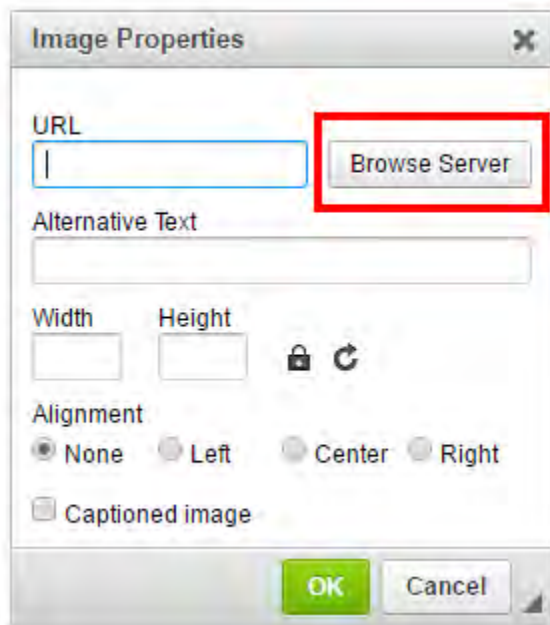 Image Properties
URL
Browse Server
Alternative Text
Width Height
Alignment
None Left Center Right
Captioned image
OK Cancel